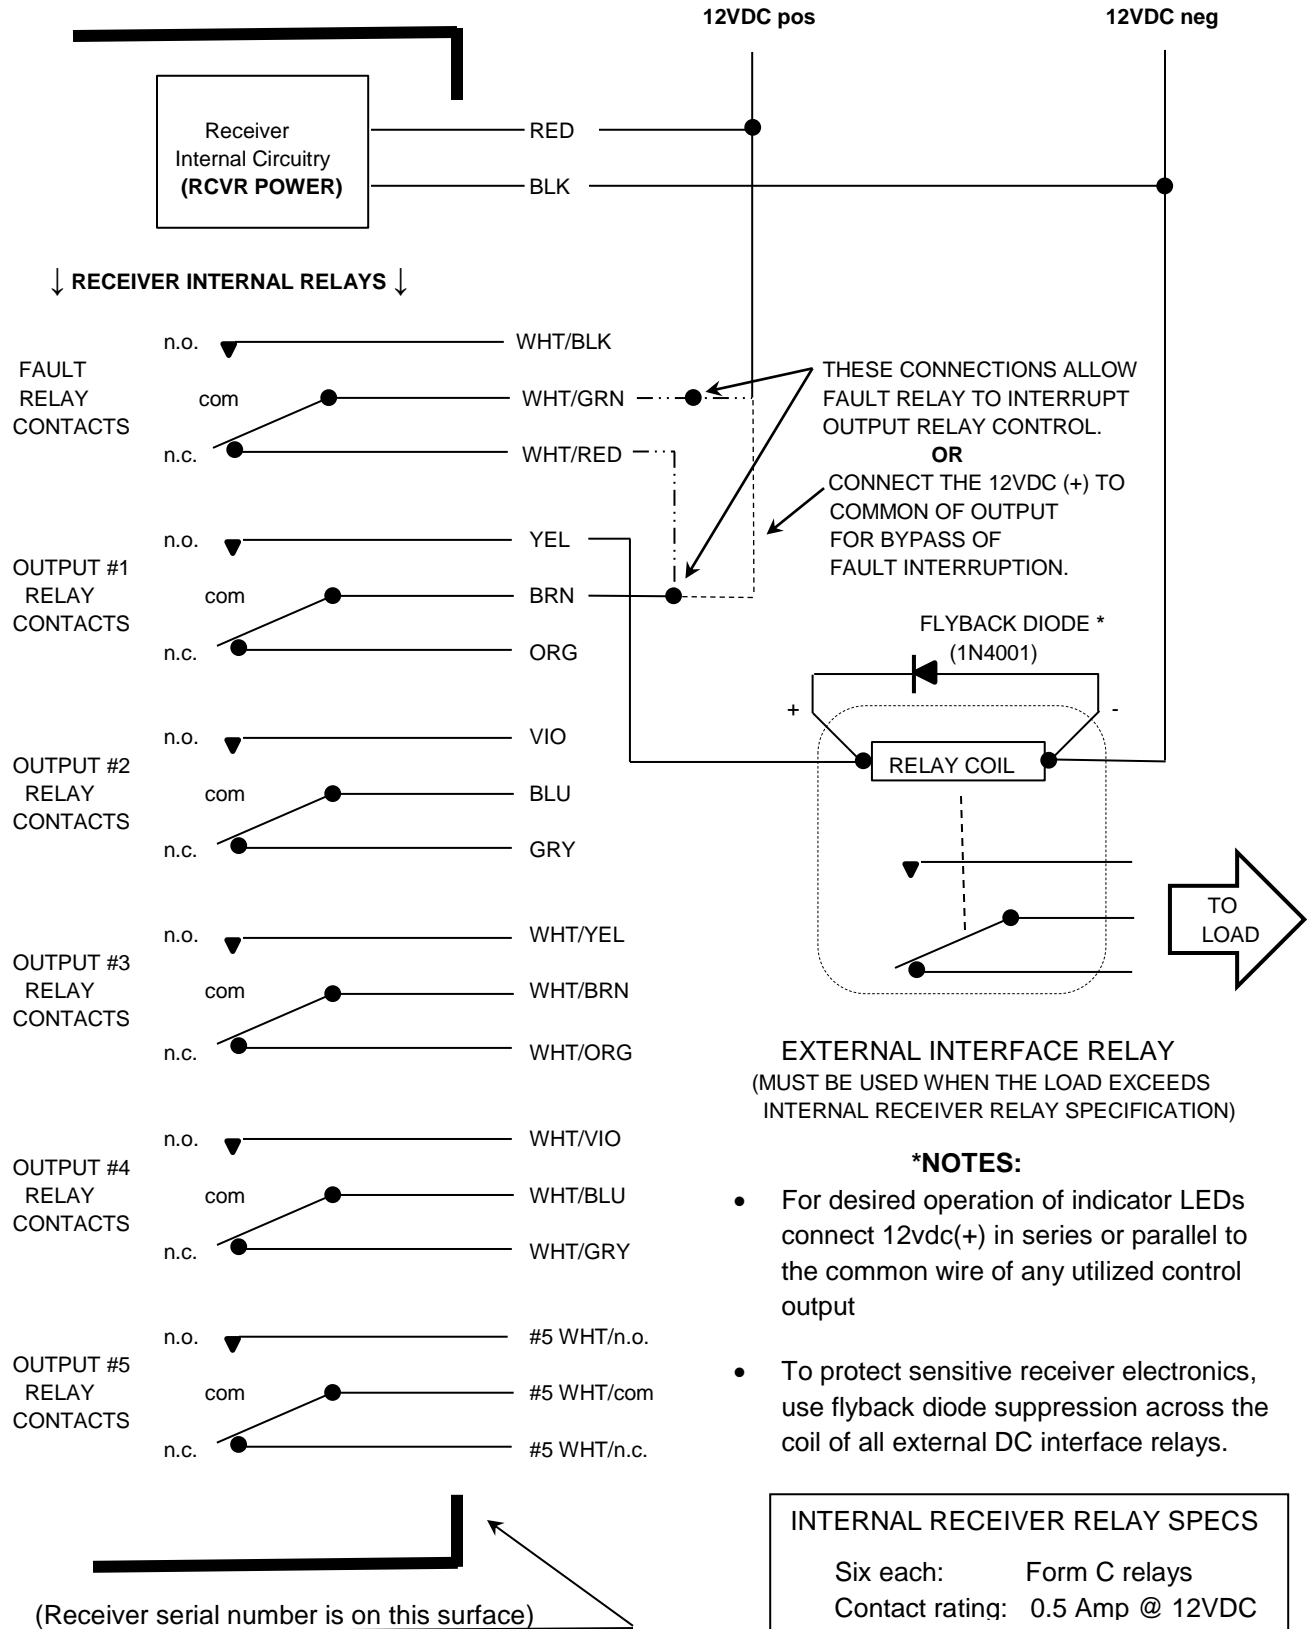 12VDC pos
12VDC neg
Receiver
Internal Circuitry
(RCVR POWER)
RED
BLK
↓ RECEIVER INTERNAL RELAYS ↓
FAULT
RELAY
CONTACTS
n.o.
com
n.c.
WHT/BLK
WHT/GRN
WHT/RED
THESE CONNECTIONS ALLOW
FAULT RELAY TO INTERRUPT
OUTPUT RELAY CONTROL.
OR
CONNECT THE 12VDC (+) TO
COMMON OF OUTPUT
FOR BYPASS OF
FAULT INTERRUPTION.
OUTPUT #1
RELAY
CONTACTS
n.o.
com
n.c.
YEL
BRN
ORG
FLYBACK DIODE *
(1N4001)
+
-
RELAY COIL
OUTPUT #2
RELAY
CONTACTS
n.o.
com
n.c.
VIO
BLU
GRY
TO
LOAD
OUTPUT #3
RELAY
CONTACTS
n.o.
com
n.c.
WHT/YEL
WHT/BRN
WHT/ORG
EXTERNAL INTERFACE RELAY
(MUST BE USED WHEN THE LOAD EXCEEDS
INTERNAL RECEIVER RELAY SPECIFICATION)
OUTPUT #4
RELAY
CONTACTS
n.o.
com
n.c.
WHT/VIO
WHT/BLU
WHT/GRY
*NOTES:
• For desired operation of indicator LEDs
connect 12vdc(+) in series or parallel to
the common wire of any utilized control
output
• To protect sensitive receiver electronics,
use flyback diode suppression across the
coil of all external DC interface relays.
OUTPUT #5
RELAY
CONTACTS
n.o.
com
n.c.
#5 WHT/n.o.
#5 WHT/com
#5 WHT/n.c.
INTERNAL RECEIVER RELAY SPECS
Six each: Form C relays
Contact rating: 0.5 Amp @ 12VDC
(Receiver serial number is on this surface)